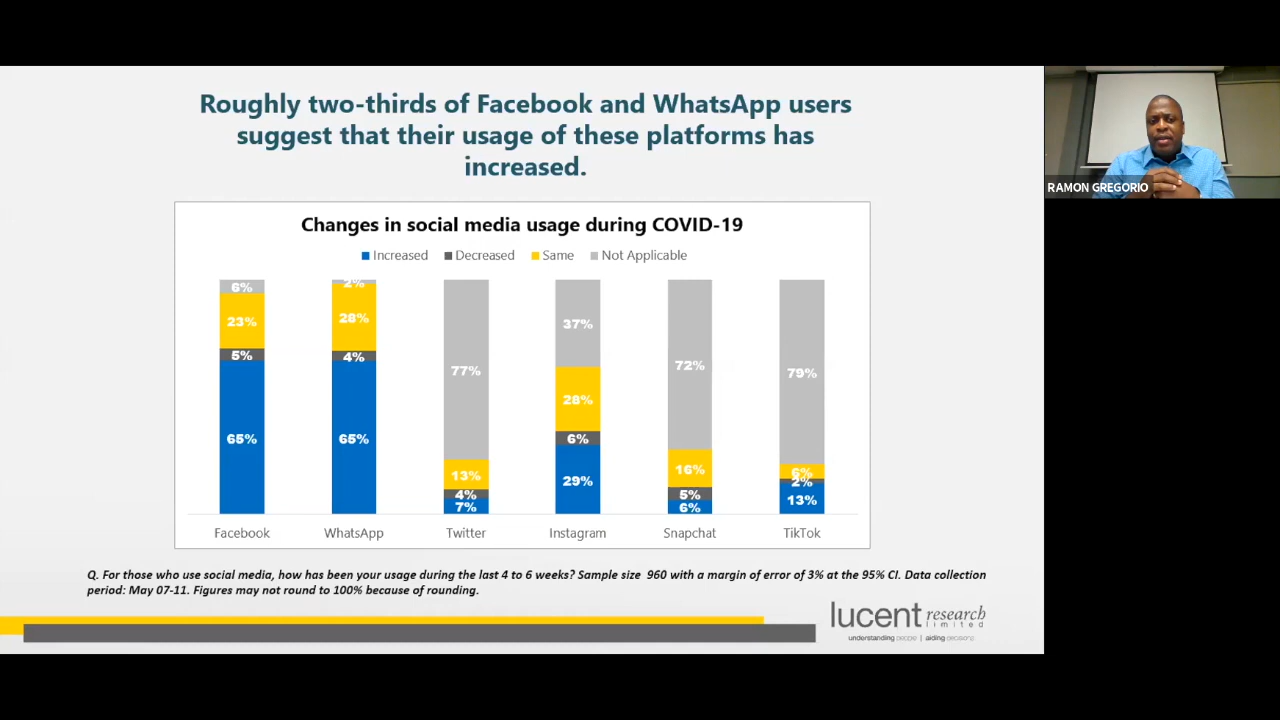 Roughly two-thirds of Facebook and WhatsApp users
suggest that their usage of these platforms has
increased.
RAMON GREGORIO
Changes in social media usage during COVID-19
Increased Decreased Same Not Applicable
6% 2% 77% 37% 72% 79%
23% 28% 13% 28% 16% 6%
5% 4% 4% 6% 5% 2%
65% 65% 7% 29% 6% 13%
Facebook WhatsApp Twitter Instagram Snapchat TikTok
Q. For those who use social media, how has been your usage during the last 4 to 6 weeks? Sample size 960 with a margin of error of 3% at the 95% CI. Data collection
period: May 07-11. Figures may not round to 100% because of rounding.
lucent research
limited
understanding people | aiding decisions